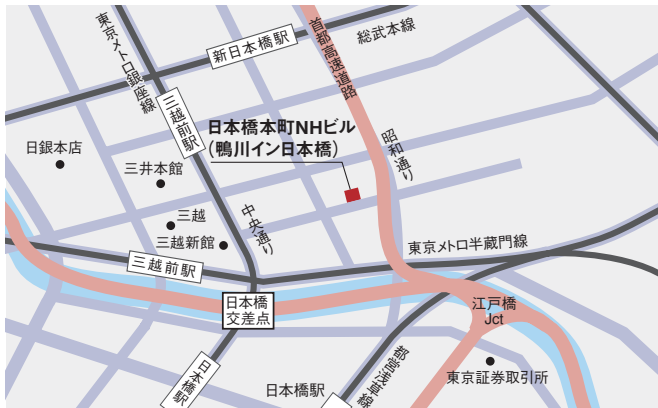 東京メトロ銀座線
新日本橋駅
首都高速道路
総武本線
三越前駅
日本橋本町NHビル
（鴨川イン日本橋）
昭和通り
日銀本店
三井本館
三越
中央通り
三越新館
東京メトロ半蔵門線
三越前駅
日本橋
交差点
江戸橋
Jct
日本橋駅
日本橋駅
都営浅草線
東京証券取引所